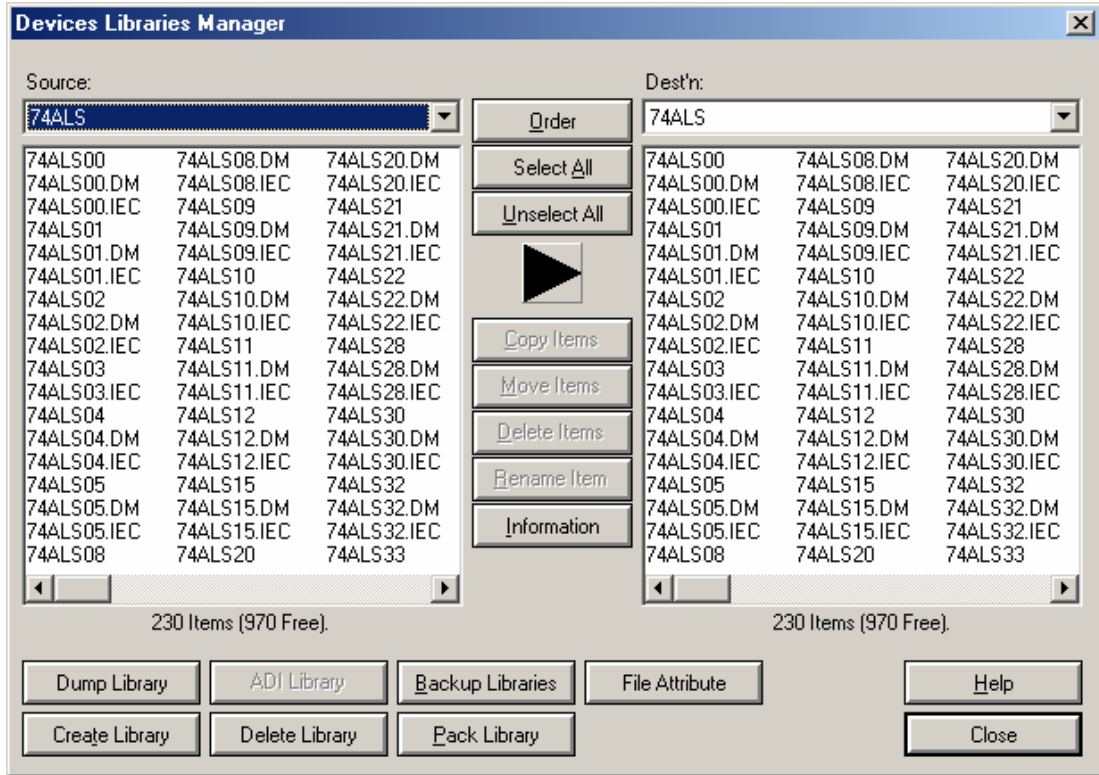 Devices Libraries Manager
Source:
Dest'n:
74ALS
Order
74ALS
Select All
Unselect All
74ALS00 74ALS08.DM 74ALS20.DM
74ALS00.DM 74ALS08.IEC 74ALS20.IEC
74ALS00.IEC 74ALS09 74ALS21
74ALS01 74ALS09.DM 74ALS21.DM
74ALS01.DM 74ALS09.IEC 74ALS21.IEC
74ALS01.IEC 74ALS10 74ALS22
74ALS02 74ALS10.DM 74ALS22.DM
74ALS02.DM 74ALS10.IEC 74ALS22.IEC
74ALS02.IEC 74ALS11 74ALS28
74ALS03 74ALS11.DM 74ALS28.DM
74ALS03.IEC 74ALS11.IEC 74ALS28.IEC
74ALS04 74ALS12 74ALS30
74ALS04.DM 74ALS12.DM 74ALS30.DM
74ALS04.IEC 74ALS12.IEC 74ALS30.IEC
74ALS05 74ALS15 74ALS32
74ALS05.DM 74ALS15.DM 74ALS32.DM
74ALS05.IEC 74ALS15.IEC 74ALS32.IEC
74ALS08 74ALS20 74ALS33
Copy Items
Move Items
Delete Items
Rename Item
Information
74ALS00 74ALS08.DM 74ALS20.DM
74ALS00.DM 74ALS08.IEC 74ALS20.IEC
74ALS00.IEC 74ALS09 74ALS21
74ALS01 74ALS09.DM 74ALS21.DM
74ALS01.DM 74ALS09.IEC 74ALS21.IEC
74ALS01.IEC 74ALS10 74ALS22
74ALS02 74ALS10.DM 74ALS22.DM
74ALS02.DM 74ALS10.IEC 74ALS22.IEC
74ALS02.IEC 74ALS11 74ALS28
74ALS03 74ALS11.DM 74ALS28.DM
74ALS03.IEC 74ALS11.IEC 74ALS28.IEC
74ALS04 74ALS12 74ALS30
74ALS04.DM 74ALS12.DM 74ALS30.DM
74ALS04.IEC 74ALS12.IEC 74ALS30.IEC
74ALS05 74ALS15 74ALS32
74ALS05.DM 74ALS15.DM 74ALS32.DM
74ALS05.IEC 74ALS15.IEC 74ALS32.IEC
74ALS08 74ALS20 74ALS33
230 Items (970 Free).
230 Items (970 Free).
Dump Library ADI Library Backup Libraries File Attribute Help
Create Library Delete Library Pack Library Close